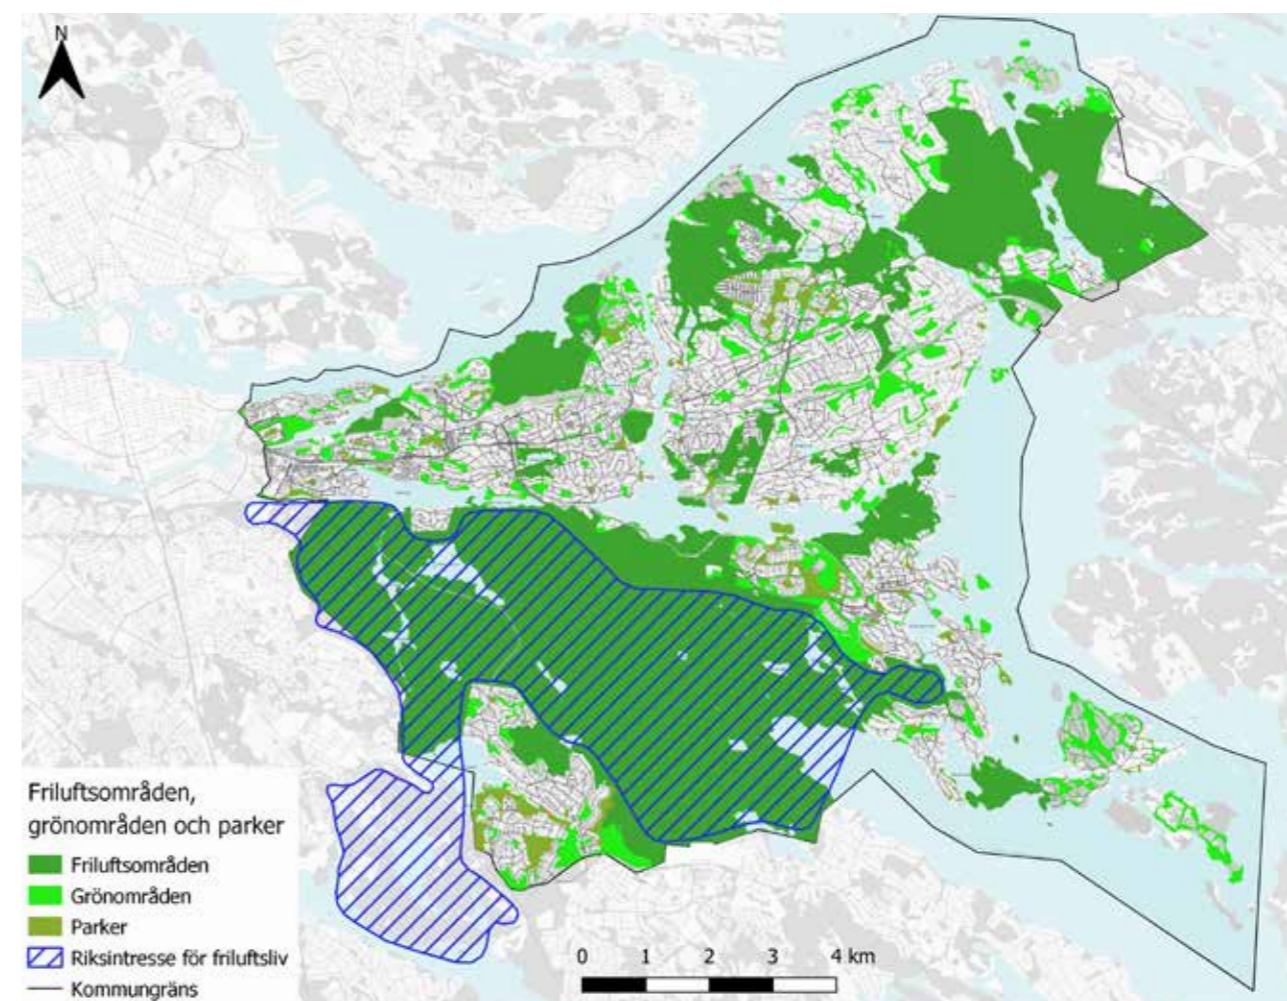 N
Friluftsområden,
grönområden och parker
Friluftsområden
Grönområden
Parker
Riksintresse för friluftsliv
Kommungräns
0 1 2 3 4 km